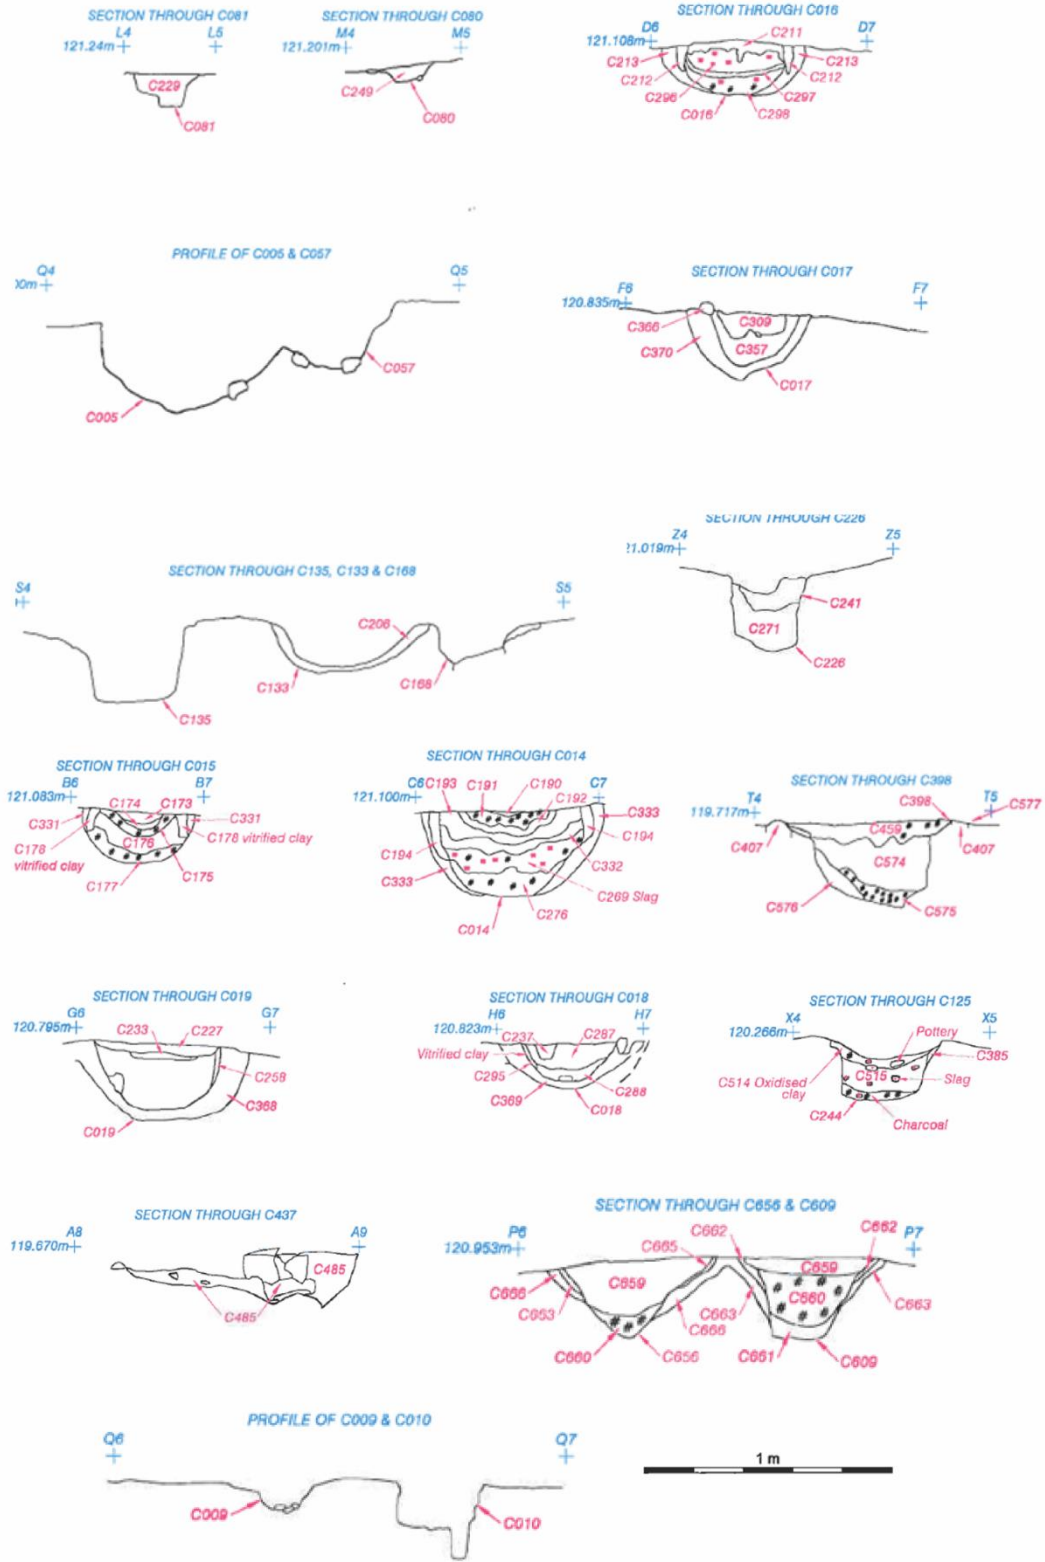 SECTION THROUGH C081
L4 L5
121.24m
C229
C081
SECTION THROUGH C080
M4 M5
121.201m
C249
C080
SECTION THROUGH C016
D6 D7
121.108m
C211
C213 C213
C212 C212
C296 C297
C016 C298
PROFILE OF C005 & C057
Q4 Q5
00m
C057
C005
SECTION THROUGH C017
F6 F7
120.835m
C366 C309
C370 C357
C017
SECTION THROUGH C226
Z4 Z5
21.019m
C241
C271
C226
SECTION THROUGH C135, C133 & C168
S4 S5
C206
C133 C168
C135
SECTION THROUGH C015
B6 B7
121.083m
C174 C173
C331 C331
C178 vitrified clay
C176
C178
vitrified clay
C177 C175
SECTION THROUGH C014
C6 C193 C191 C190 C7
121.100m
C192
C333
C194
C194 C332
C333
C269 Slag
C276
C014
SECTION THROUGH C398
T4 T5
119.717m
C398 C577
C459
C407 C407
C574
C576 C575
SECTION THROUGH C019
G6 G7
120.795m
C233 C227
C258
C368
C019
SECTION THROUGH C018
H6 H7
120.823m
C237 C287
Vitrified clay
C295
C288
C369
C018
SECTION THROUGH C125
X4 X5
120.266m
Pottery
C385
C514 Oxidised
clay
C515
Slag
C244
Charcoal
SECTION THROUGH C437
A8 A9
119.670m
C485
C485
SECTION THROUGH C656 & C609
P6 P7
120.953m
C665 C662 C662
C659 C659
C666 C660
C653 C663 C663
C666
C660 C656 C661 C609
PROFILE OF C009 & C010
Q6 Q7
C009 C010
1 m